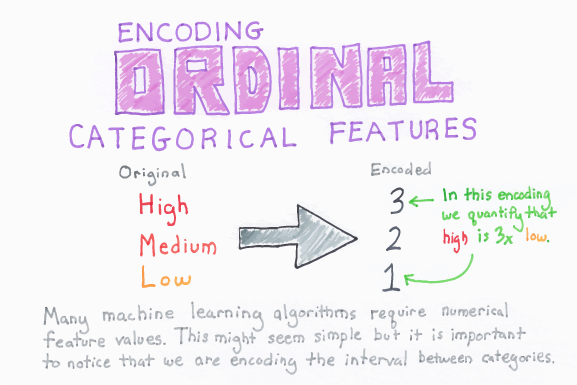 ENCODING
ORDINAL
CATEGORICAL FEATURES
Original
Encoded
High
Medium
Low
3
2
1
In this encoding
we quantify that
high is 3x low.
Many machine learning algorithms require numerical
feature values. This might seem simple but it is important
to notice that we are encoding the interval between categories.